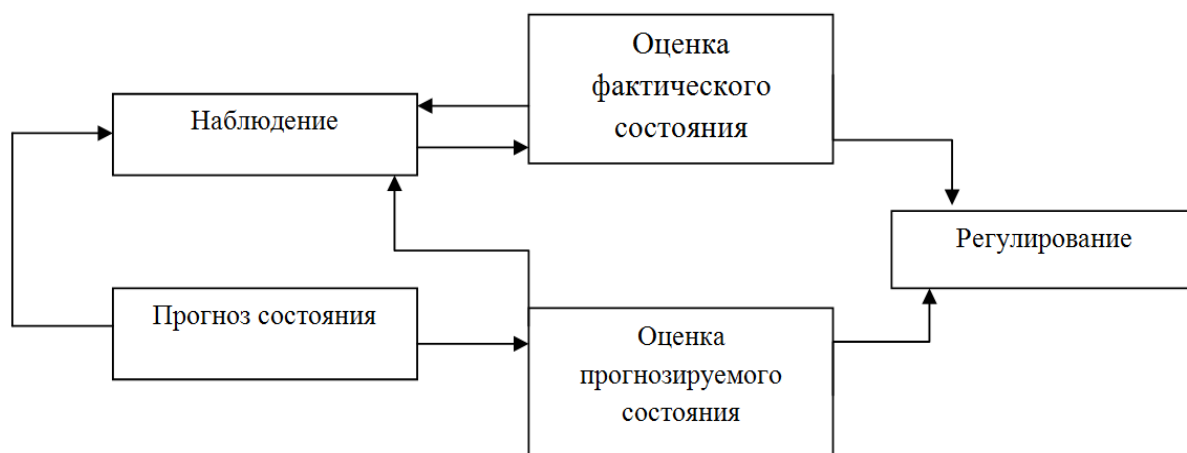 Оценка
фактического
состояния
Наблюдение
Регулирование
Прогноз состояния
Оценка
прогнозируемого
состояния